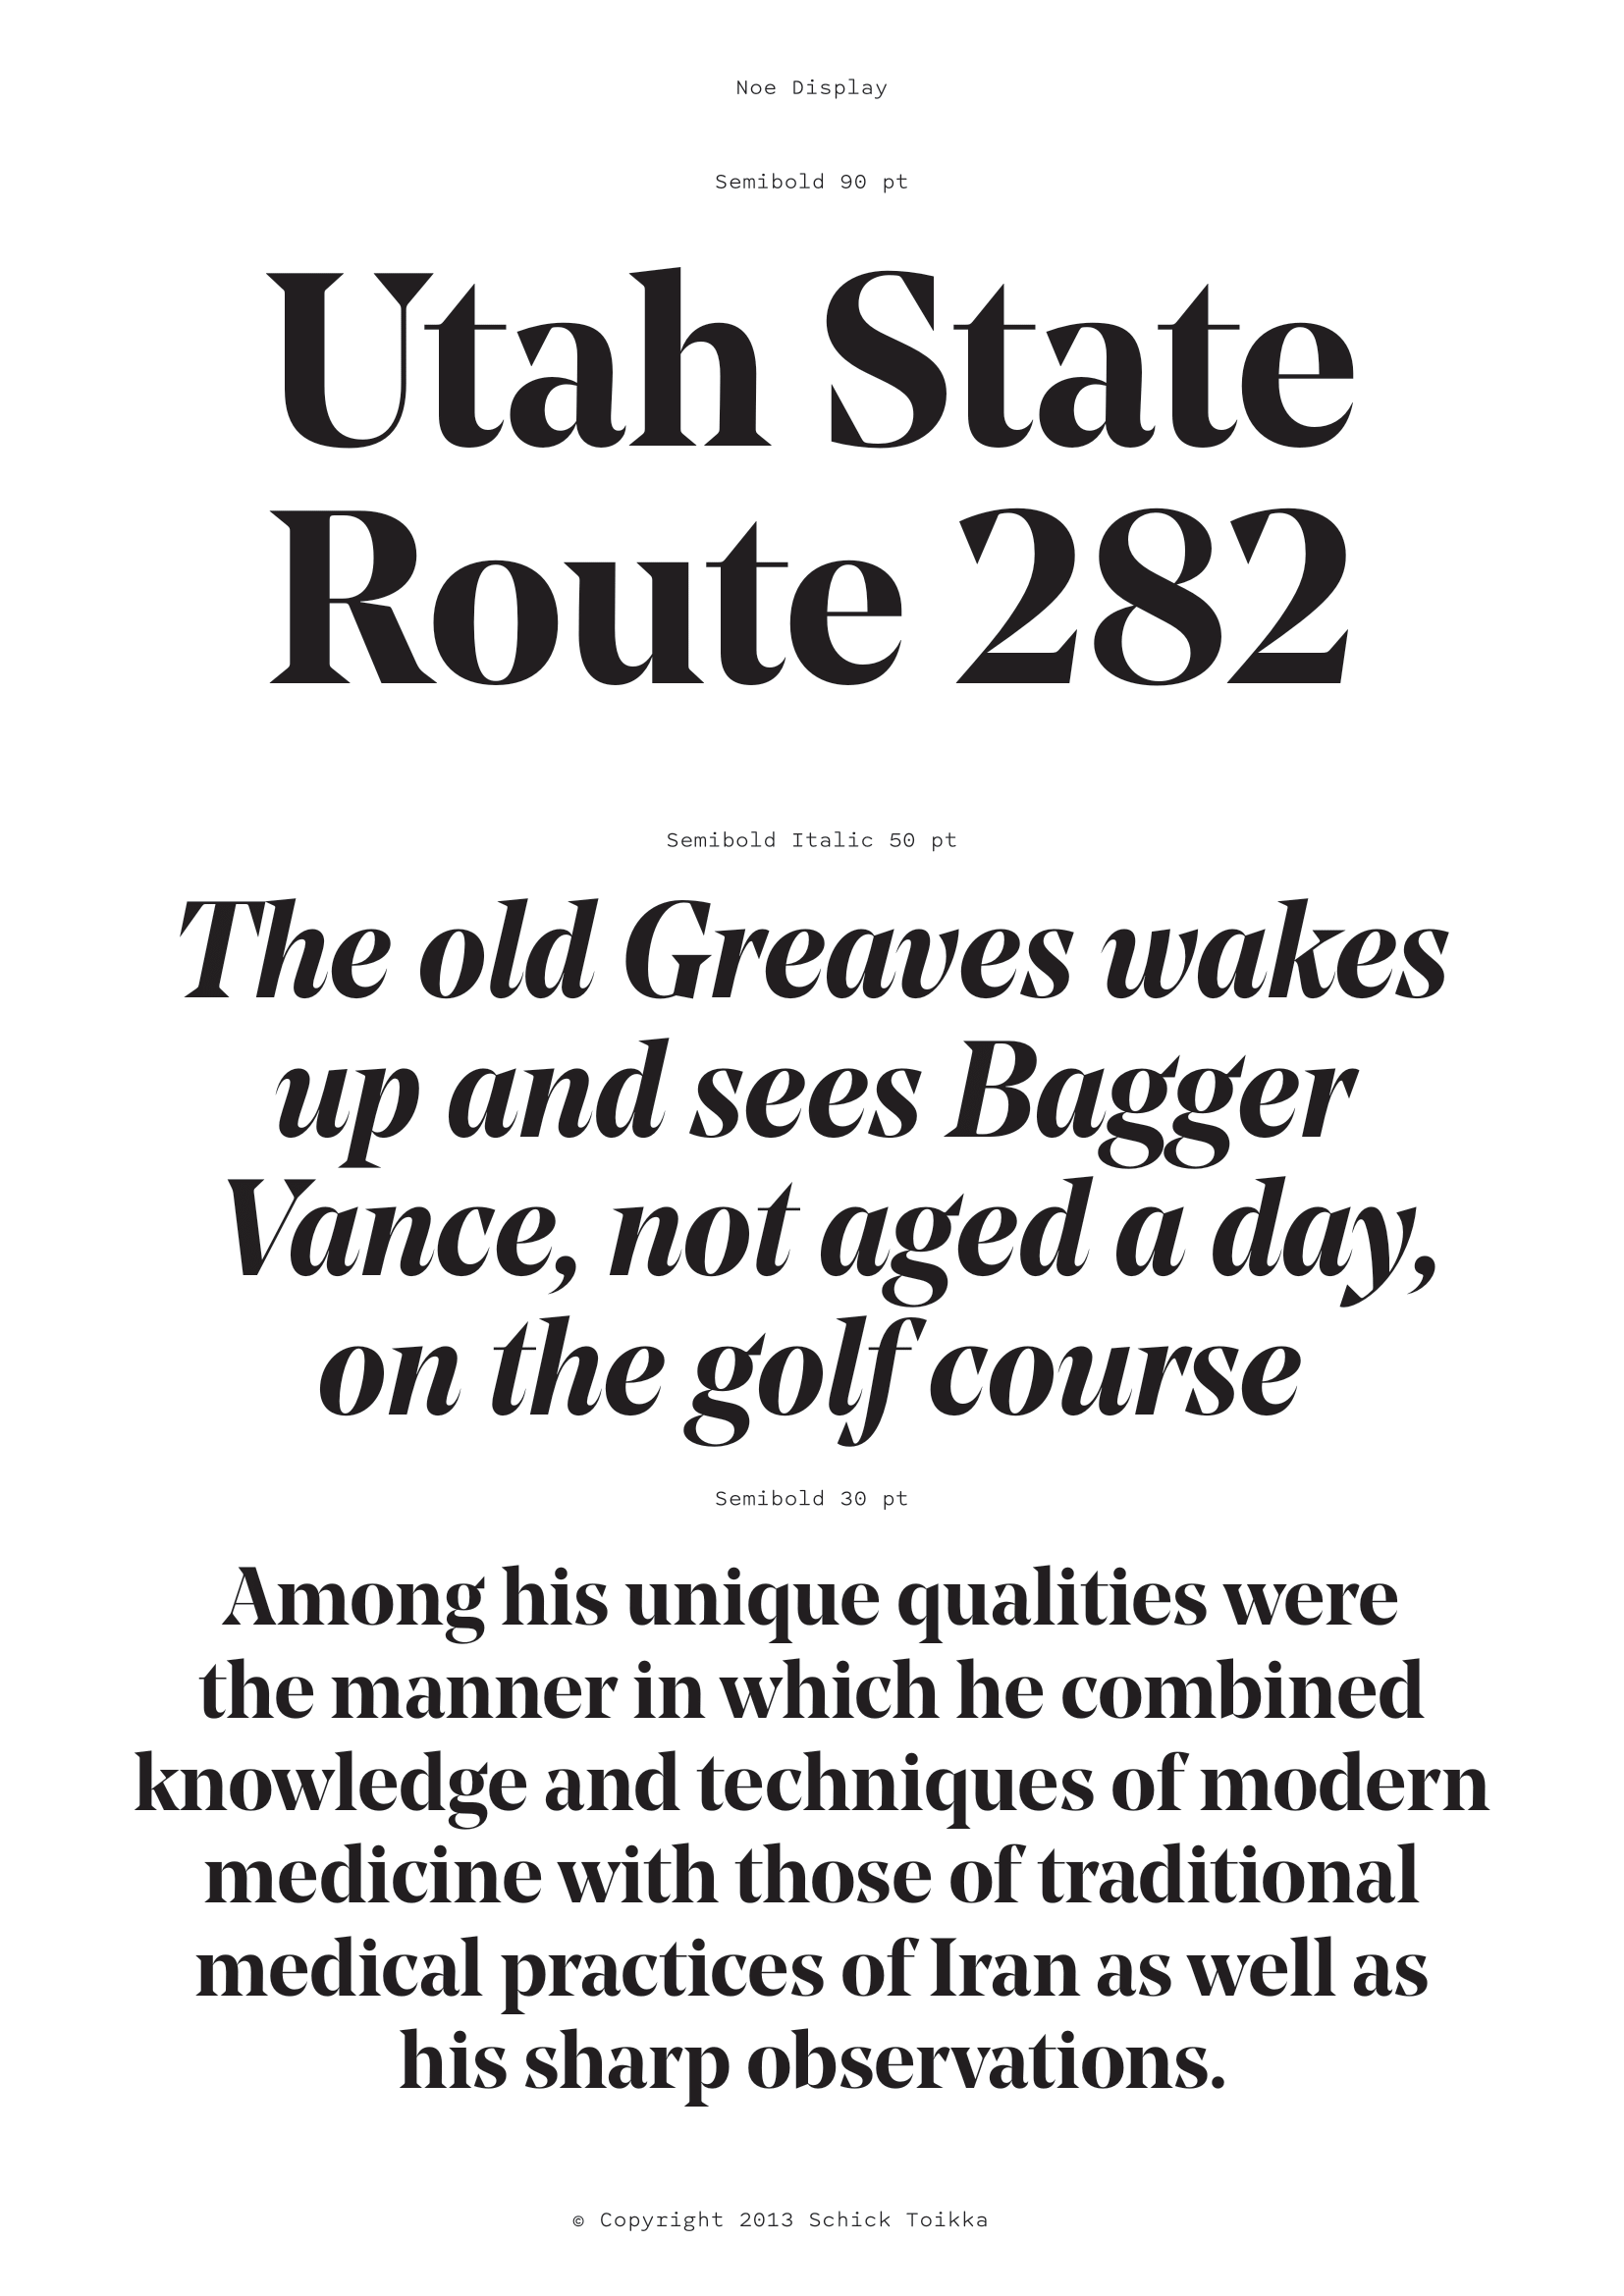 Noe Display
Semibold 90 pt
Utah State
Route 282
Semibold Italic 50 pt
The old Greaves wakes
up and sees Bagger
Vance, not aged a day,
on the golf course
Semibold 30 pt
Among his unique qualities were
the manner in which he combined
knowledge and techniques of modern
medicine with those of traditional
medical practices of Iran as well as
his sharp observations.
© Copyright 2013 Schick Toikka